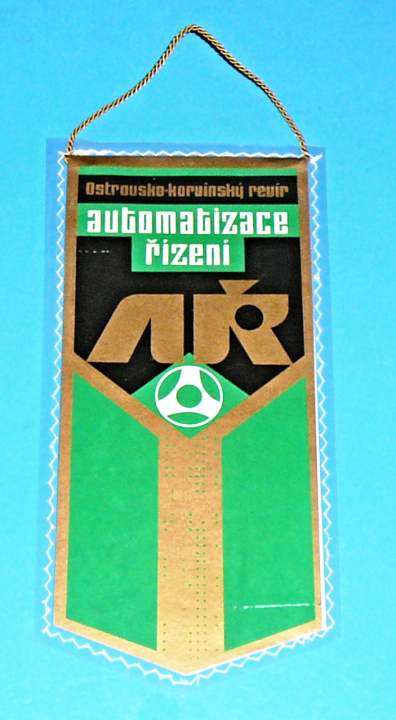 Ostravsko-karvinský revír
automatizace
řízení
AŘ